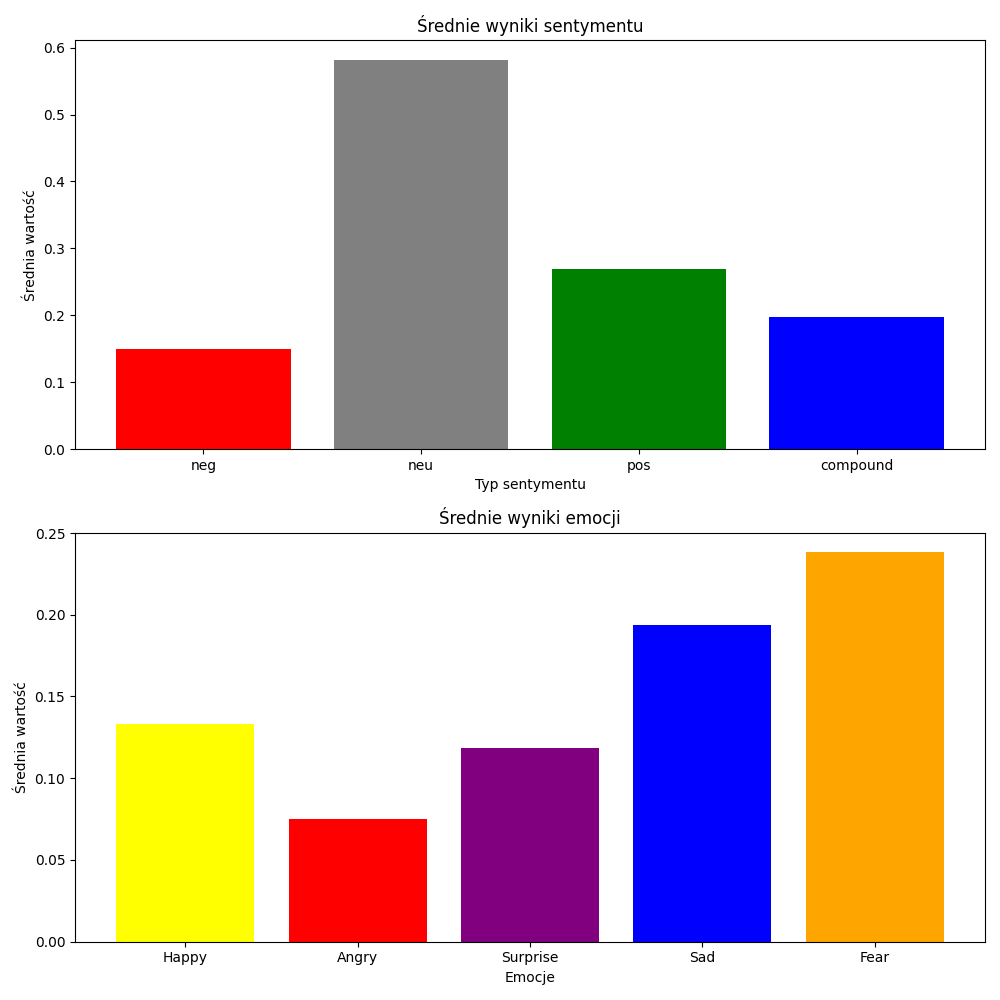 Średnie wyniki sentymentu
0.6
0.5
0.4
0.3
0.2
0.1
0.0
Średnia wartość
neg neu pos compound
Typ sentymentu
Średnie wyniki emocji
0.25
0.20
0.15
0.10
0.05
0.00
Średnia wartość
Happy Angry Surprise Sad Fear
Emocje